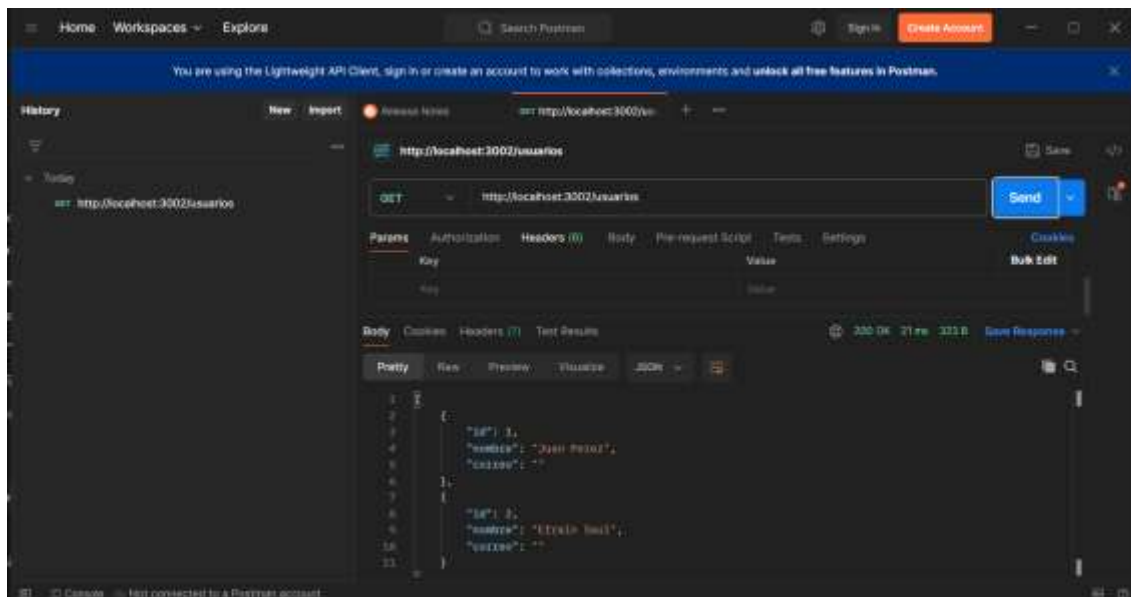 Home Workspaces Explore Search Postman Sign In Create Account
You are using the Lightweight API Client, sign in or create an account to work with collections, environments and unlock all free features in Postman.
History New Import Release Notes GET http://localhost:3002/us
http://localhost:3002/usuarios Save
Today
GET http://localhost:3002/usuarios
GET http://localhost:3002/usuarios Send
Params Authorization Headers (6) Body Pre-request Script Tests Settings Cookies
Key Value Bulk Edit
Key Value
Body Cookies Headers (7) Test Results 200 OK 21 ms 323 B Save Response
Pretty Raw Preview Visualize JSON
1 [
2 {
3 "id": 1,
4 "nombre": "Juan Perez",
5 "correo": ""
6 },
7 {
8 "id": 2,
9 "nombre": "Efrain Saul",
10 "correo": ""
11 }
Console Not connected to a Postman account